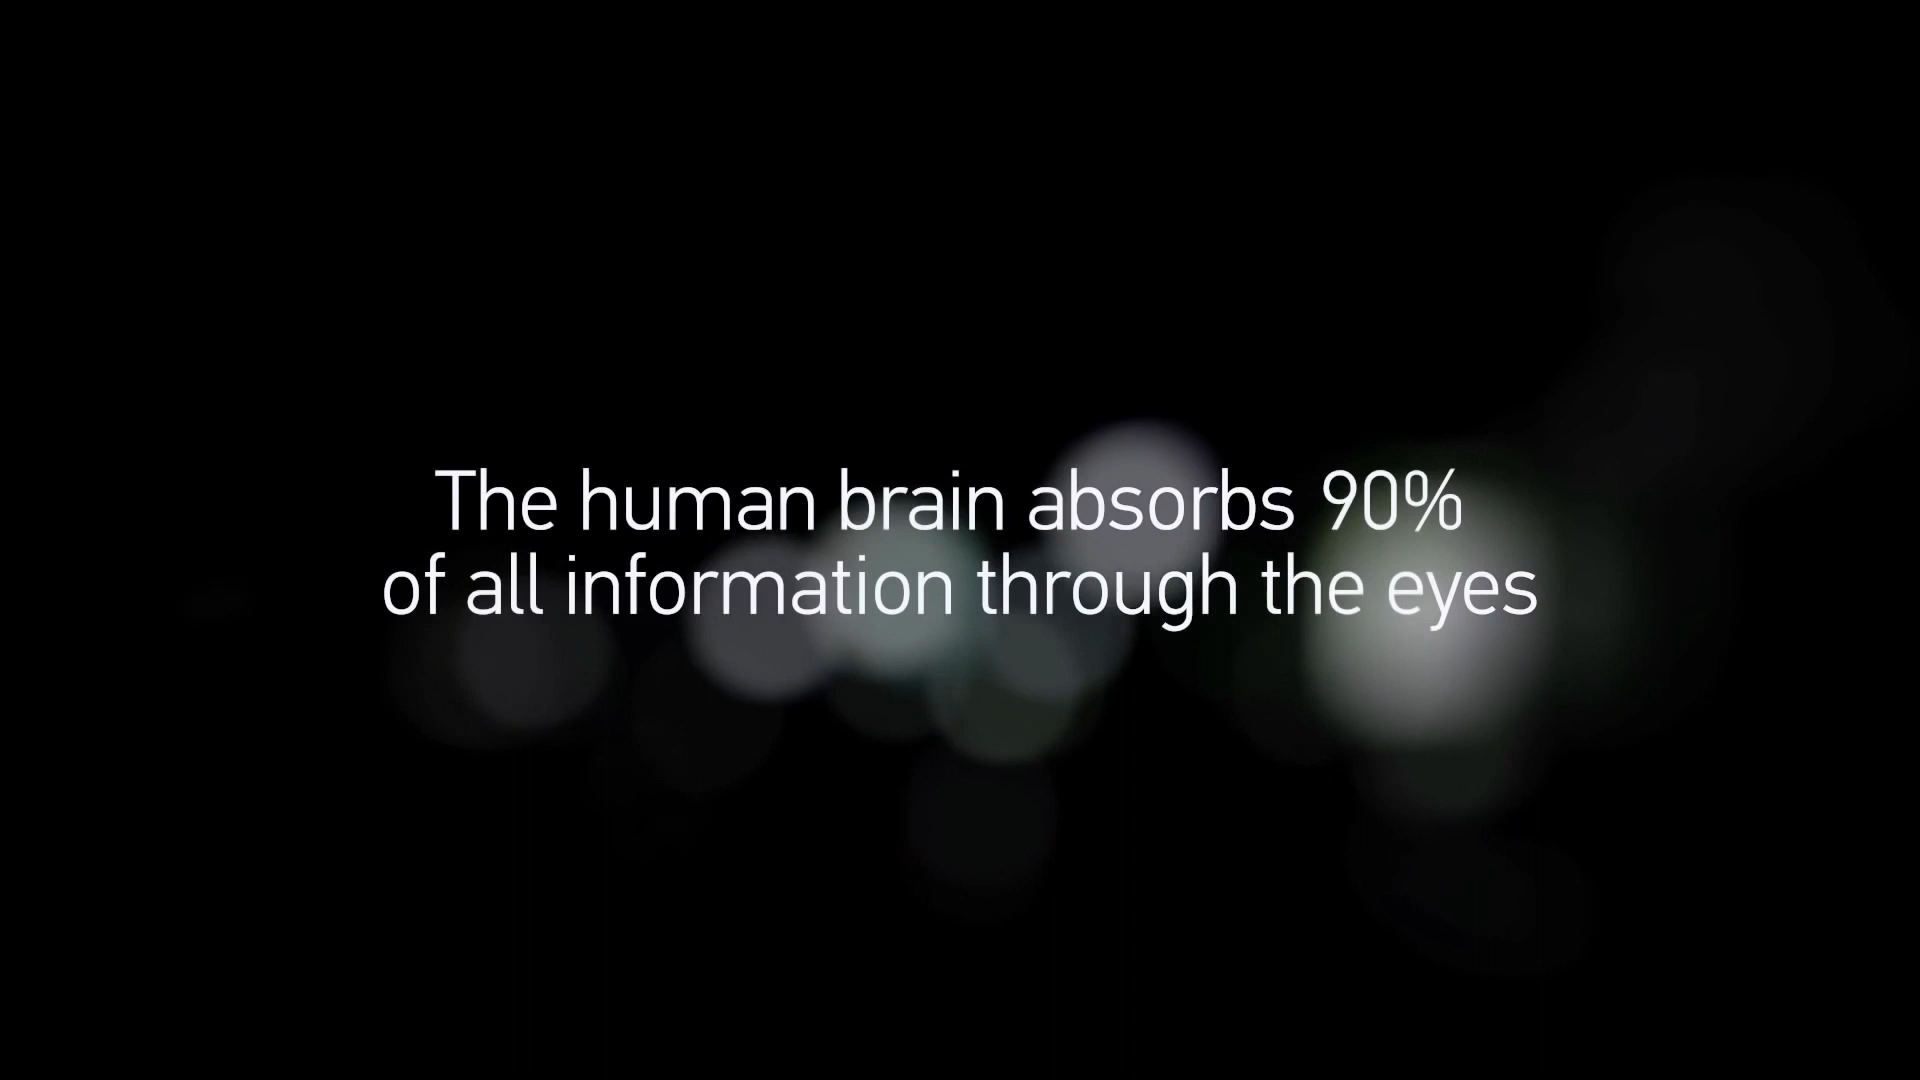 The human brain absorbs 90%
of all information through the eyes